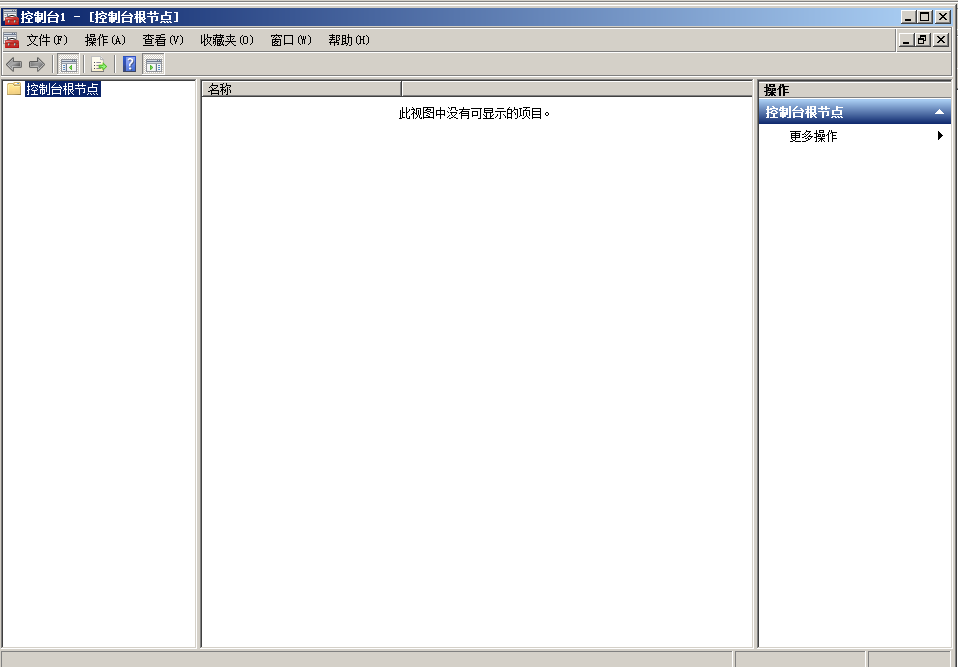 控制台1 - [控制台根节点]
文件(F) 操作(A) 查看(V) 收藏夹(O) 窗口(W) 帮助(H)
控制台根节点
名称
此视图中没有可显示的项目。
操作
控制台根节点
更多操作